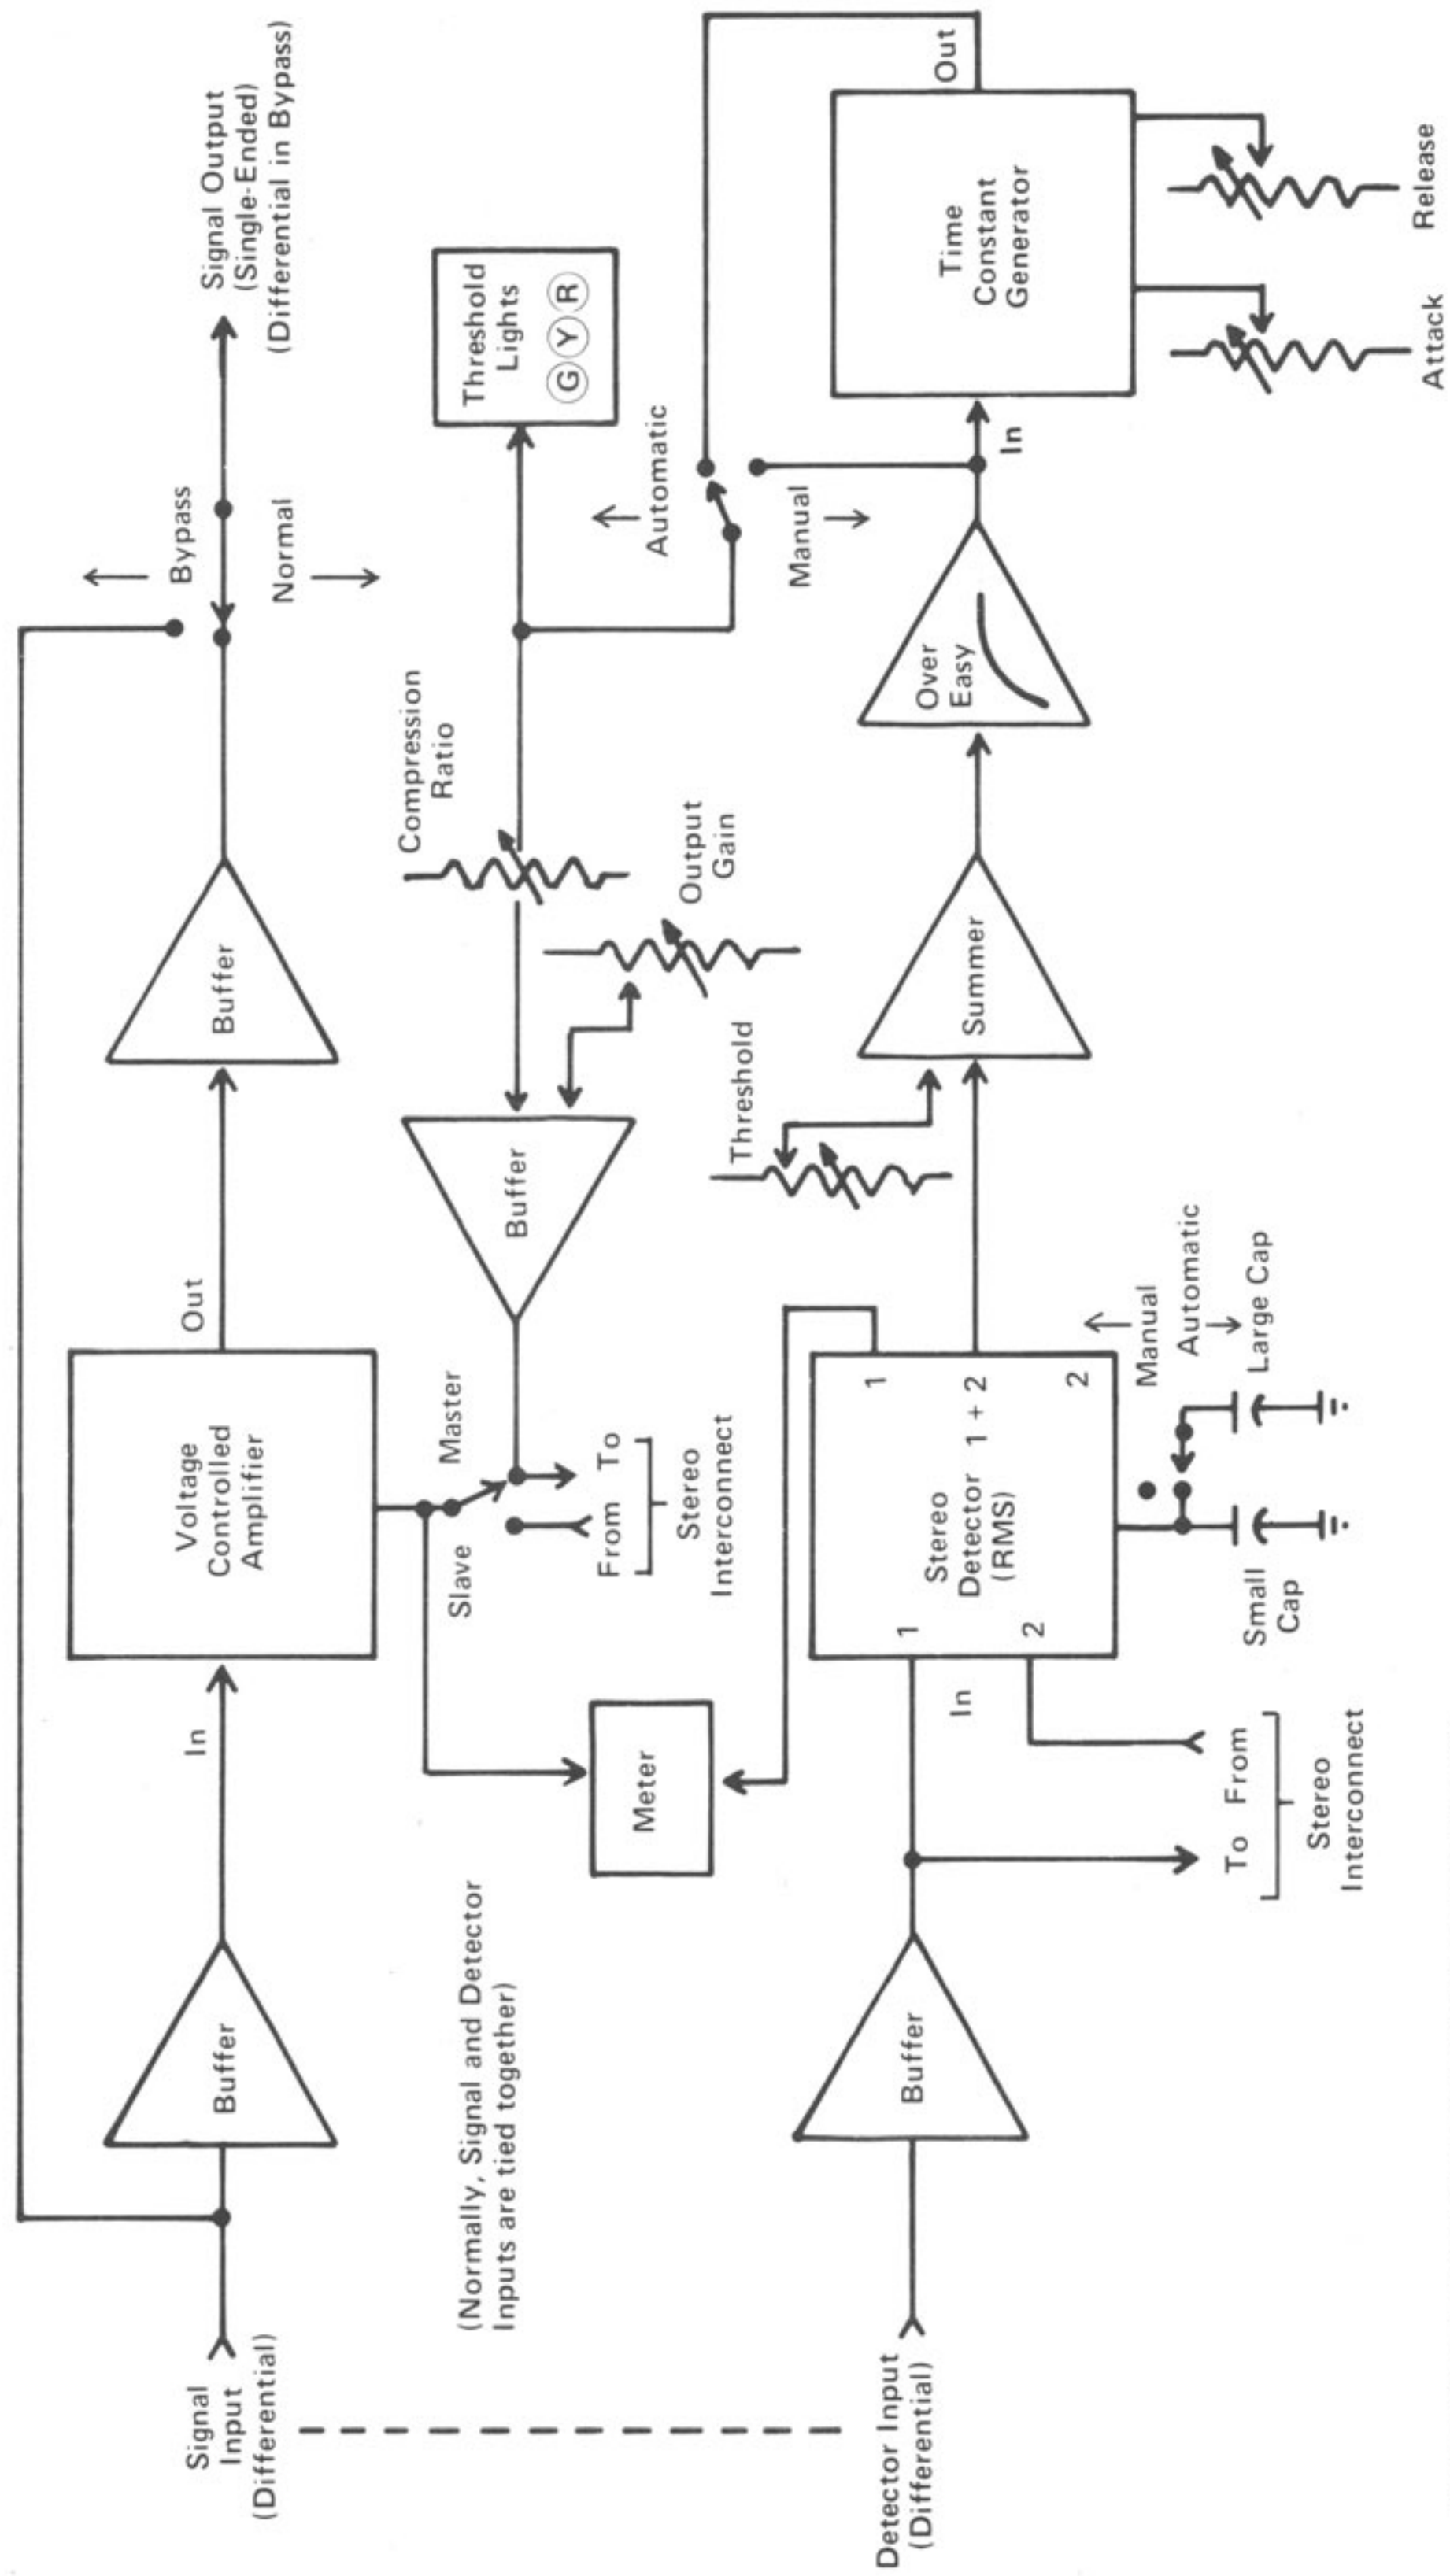 Signal
Input
(Differential)
Buffer
In
Voltage
Controlled
Amplifier
Out
Buffer
Bypass
Normal
Signal Output
(Single-Ended)
(Differential in Bypass)
(Normally, Signal and Detector
Inputs are tied together)
Meter
Slave
Master
From To
Stereo
Interconnect
Buffer
Compression
Ratio
Output
Gain
Threshold
Lights
G Y R
Automatic
Manual
Detector Input
(Differential)
Buffer
To From
Stereo
Interconnect
In
1
2
Stereo
Detector
(RMS)
1
1 + 2
2
Small
Cap
Manual
Automatic
Large Cap
Threshold
Summer
Over
Easy
In
Time
Constant
Generator
Out
Attack
Release